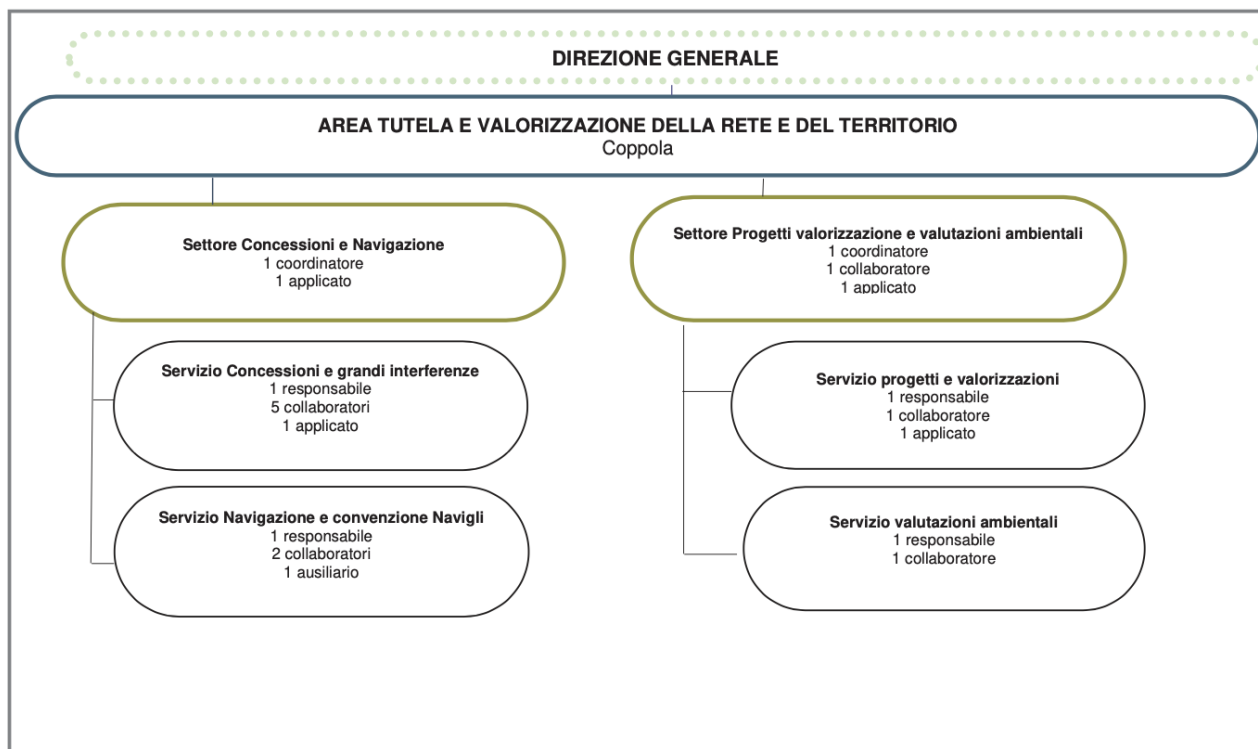 DIREZIONE GENERALE
AREA TUTELA E VALORIZZAZIONE DELLA RETE E DEL TERRITORIO
Coppola
Settore Concessioni e Navigazione
1 coordinatore
1 applicato
Servizio Concessioni e grandi interferenze
1 responsabile
5 collaboratori
1 applicato
Servizio Navigazione e convenzione Navigli
1 responsabile
2 collaboratori
1 ausiliario
Settore Progetti valorizzazione e valutazioni ambientali
1 coordinatore
1 collaboratore
1 applicato
Servizio progetti e valorizzazioni
1 responsabile
1 collaboratore
1 applicato
Servizio valutazioni ambientali
1 responsabile
1 collaboratore